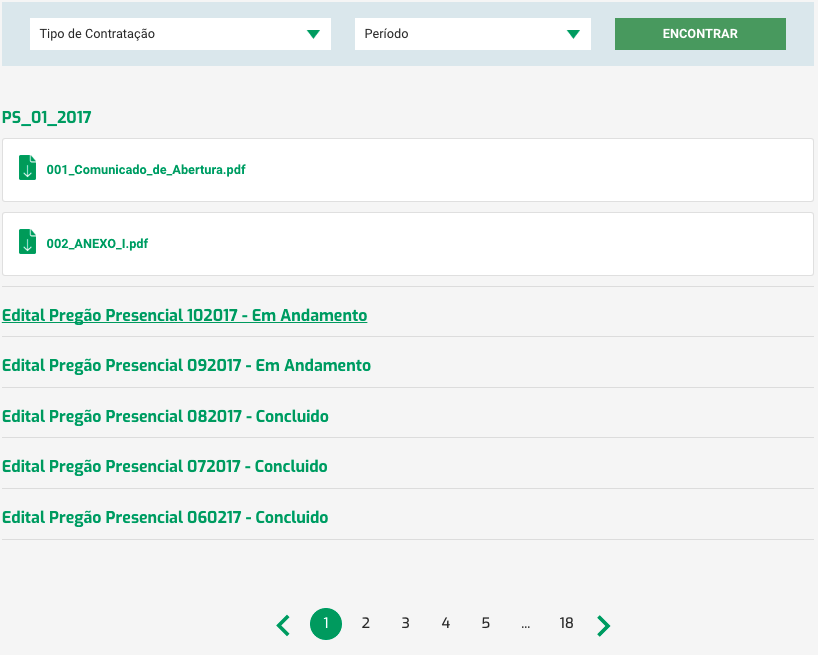 Tipo de Contratação
Período
ENCONTRAR
PS_01_2017
001_Comunicado_de_Abertura.pdf
002_ANEXO_I.pdf
Edital Pregão Presencial 102017 - Em Andamento
Edital Pregão Presencial 092017 - Em Andamento
Edital Pregão Presencial 082017 - Concluido
Edital Pregão Presencial 072017 - Concluido
Edital Pregão Presencial 060217 - Concluido
1 2 3 4 5 ... 18